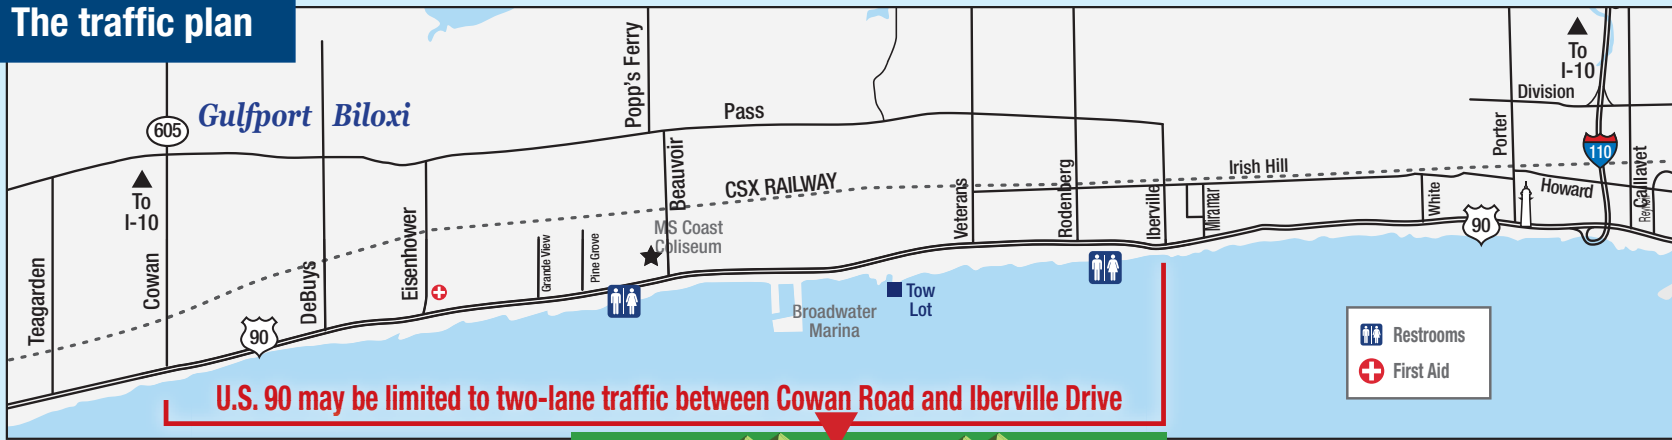 The traffic plan
Popp's Ferry
To
I-10
Division
Gulfport Biloxi
605
Pass
Porter
110
Caillavet
To
I-10
CSX RAILWAY
Beauvoir
Irish Hill
Howard
Veterans
Rodenberg
Iberville
Miramar
White
90
MS Coast
Coliseum
Teagarden
Cowan
DeBuys
Eisenhower
Grande View
Pine Grove
90
Tow
Lot
Broadwater
Marina
Restrooms
First Aid
U.S. 90 may be limited to two-lane traffic between Cowan Road and Iberville Drive